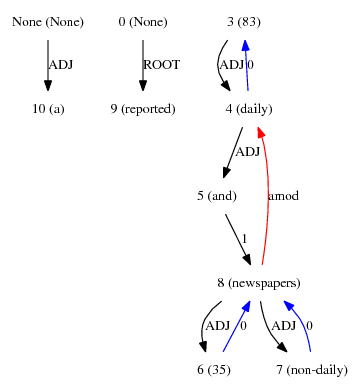 None (None) 0 (None) 3 (83)
ADJ ROOT ADJ 0
10 (a) 9 (reported) 4 (daily)
ADJ
5 (and) amod
1
8 (newspapers)
ADJ 0 ADJ 0
6 (35) 7 (non-daily)